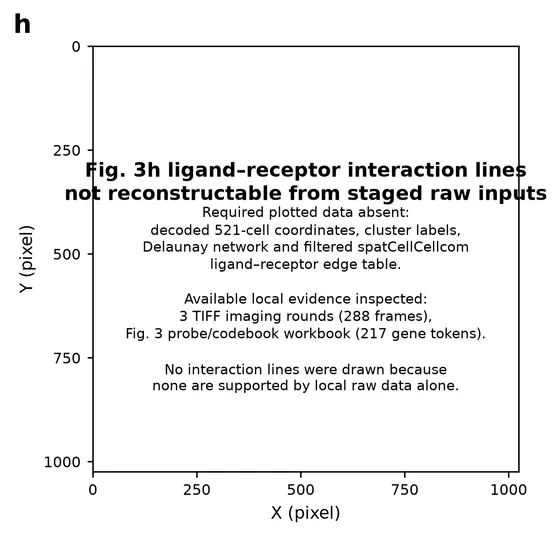 h
0
250
500
750
1000
Y (pixel)
Fig. 3h ligand–receptor interaction lines
not reconstructable from staged raw inputs
Required plotted data absent:
decoded 521-cell coordinates, cluster labels,
Delaunay network and filtered spatCellCellcom
ligand–receptor edge table.
Available local evidence inspected:
3 TIFF imaging rounds (288 frames),
Fig. 3 probe/codebook workbook (217 gene tokens).
No interaction lines were drawn because
none are supported by local raw data alone.
0 250 500 750 1000
X (pixel)